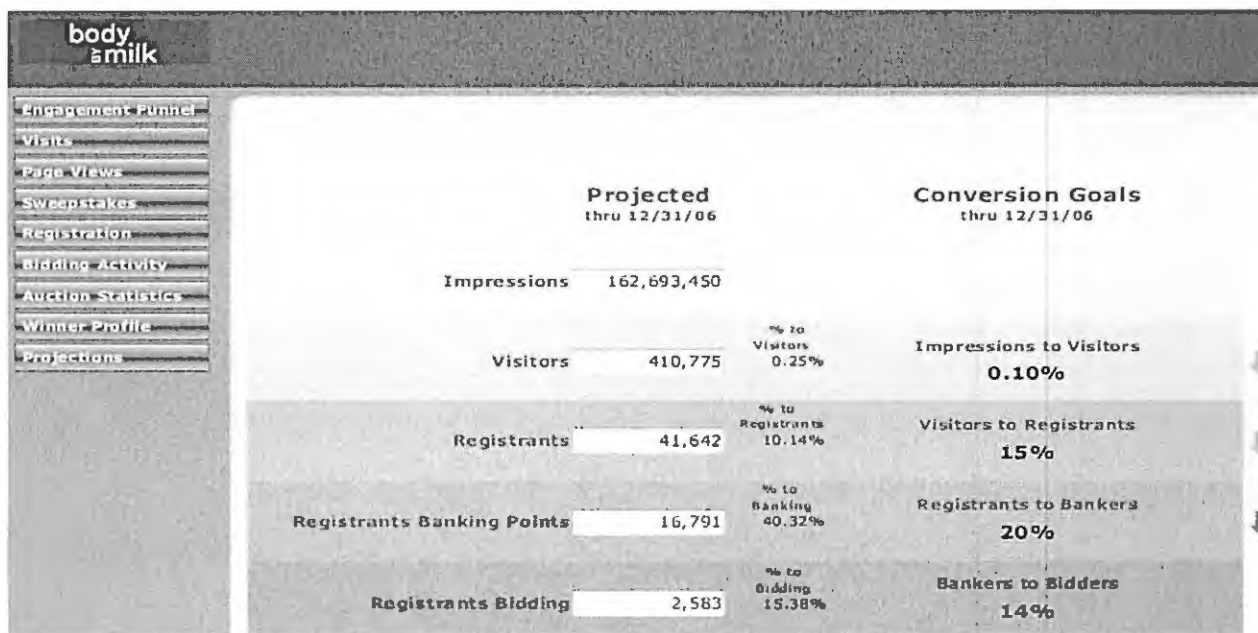 body
BY milk
Engagement Funnel
Visits
Page Views
Sweepstakes
Registration
Bidding Activity
Auction Statistics
Winner Profile
Projections
Projected
thru 12/31/06
Conversion Goals
thru 12/31/06
Impressions 162,693,450
% to
Visitors
Visitors 410,775 0.25%
Impressions to Visitors
0.10%
% to
Registrants
Registrants 41,642 10.14%
Visitors to Registrants
15%
% to
Banking
Registrants Banking Points 16,791 40.32%
Registrants to Bankers
20%
% to
Bidding
Registrants Bidding 2,583 15.38%
Bankers to Bidders
14%